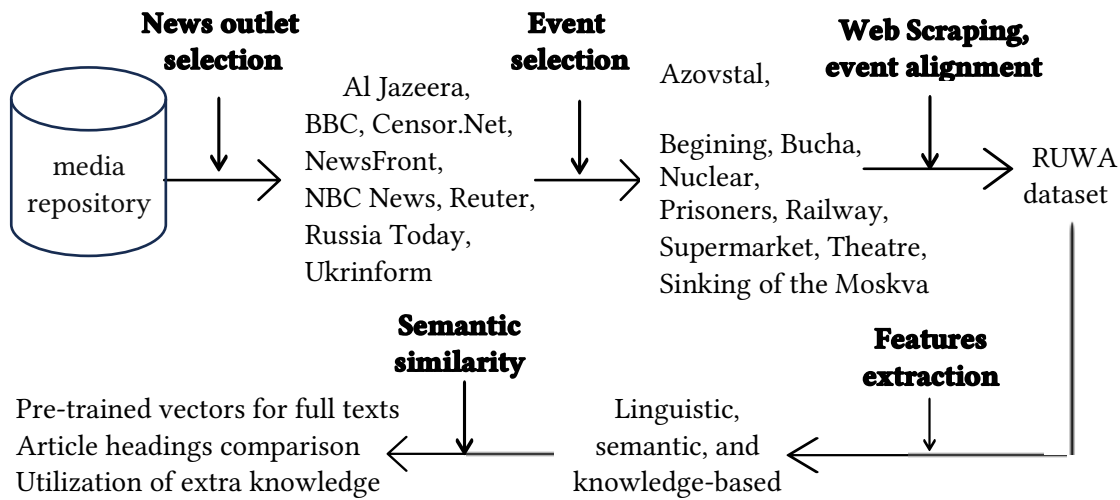 News outlet
selection
Event
selection
Web Scraping,
event alignment
media
repository
Al Jazeera,
BBC, Censor.Net,
NewsFront,
NBC News, Reuter,
Russia Today,
Ukrinform
Azovstal,
Begining, Bucha,
Nuclear,
Prisoners, Railway,
Supermarket, Theatre,
Sinking of the Moskva
RUWA
dataset
Features
extraction
Linguistic,
semantic, and
knowledge-based
Semantic
similarity
Pre-trained vectors for full texts
Article headings comparison
Utilization of extra knowledge